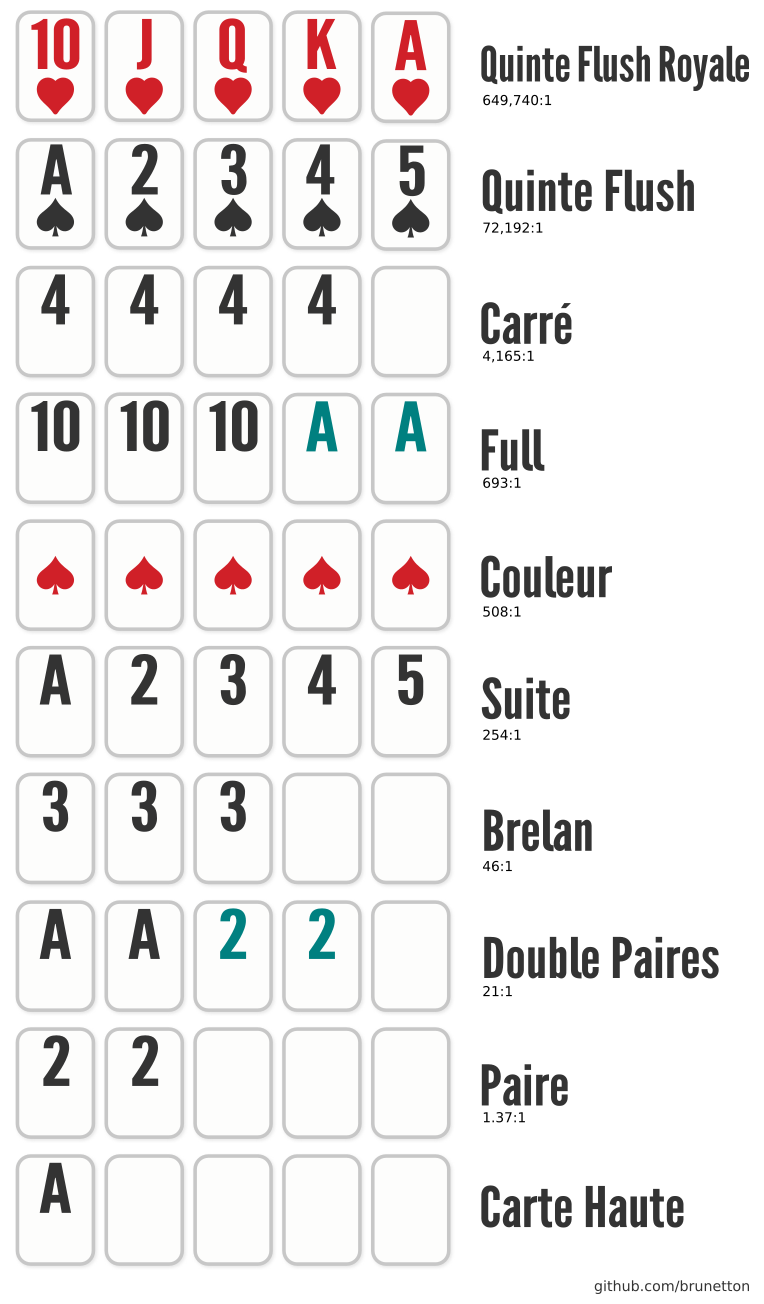 10 J Q K A
Quinte Flush Royale
649,740:1
A 2 3 4 5
Quinte Flush
72,192:1
4 4 4 4
Carré
4,165:1
10 10 10 A A
Full
693:1
Couleur
508:1
A 2 3 4 5
Suite
254:1
3 3 3
Brelan
46:1
A A 2 2
Double Paires
21:1
2 2
Paire
1.37:1
A
Carte Haute
github.com/brunetton